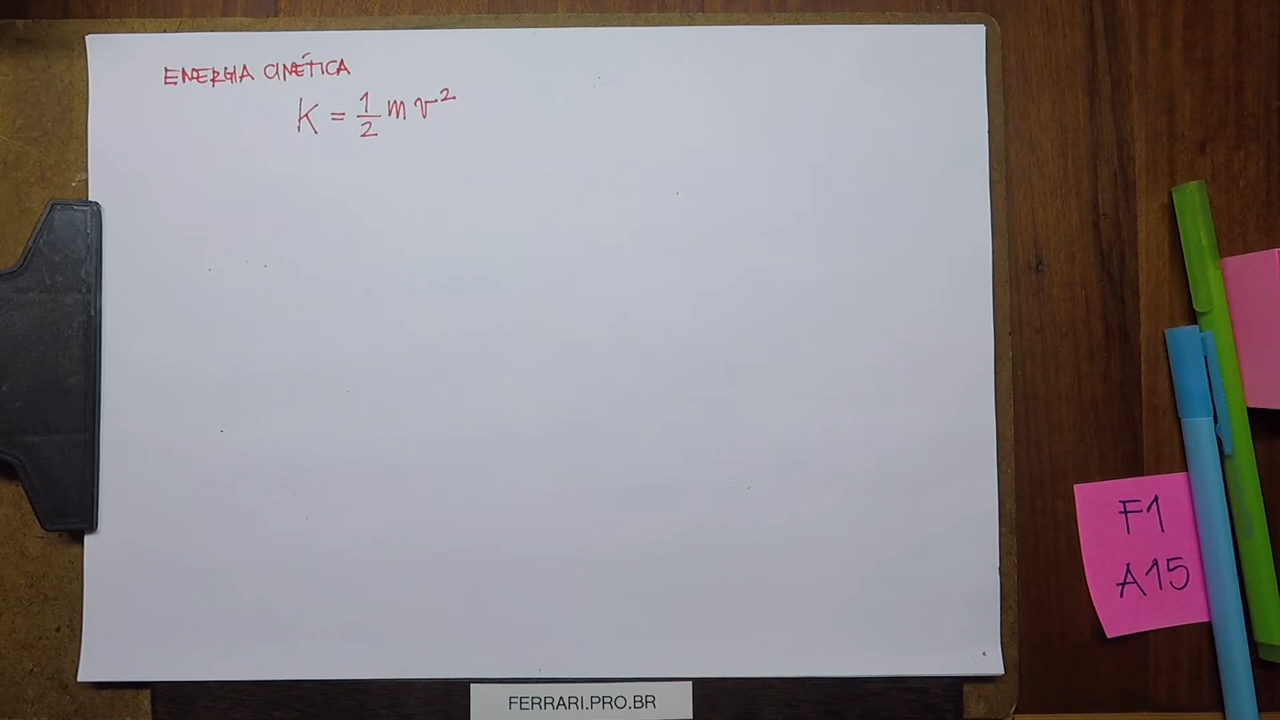 ENERGIA CINÉTICA
K = 1/2 m v²
F1
A15
FERRARI.PRO.BR